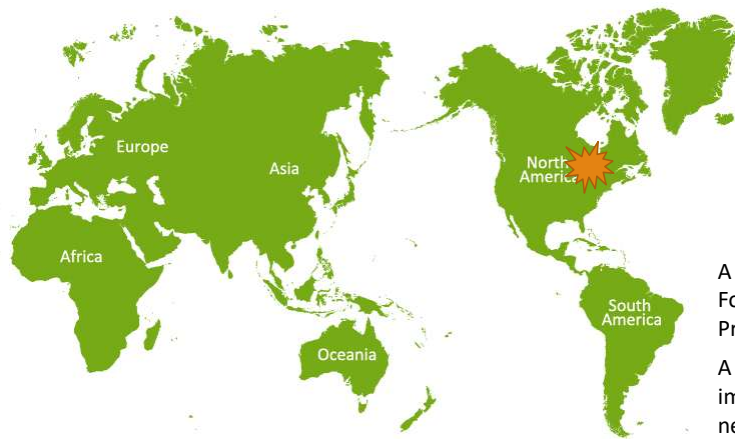 Europe
Asia
North
America
Africa
South
America
Oceania
A
Fo
Pr
A
im
ne